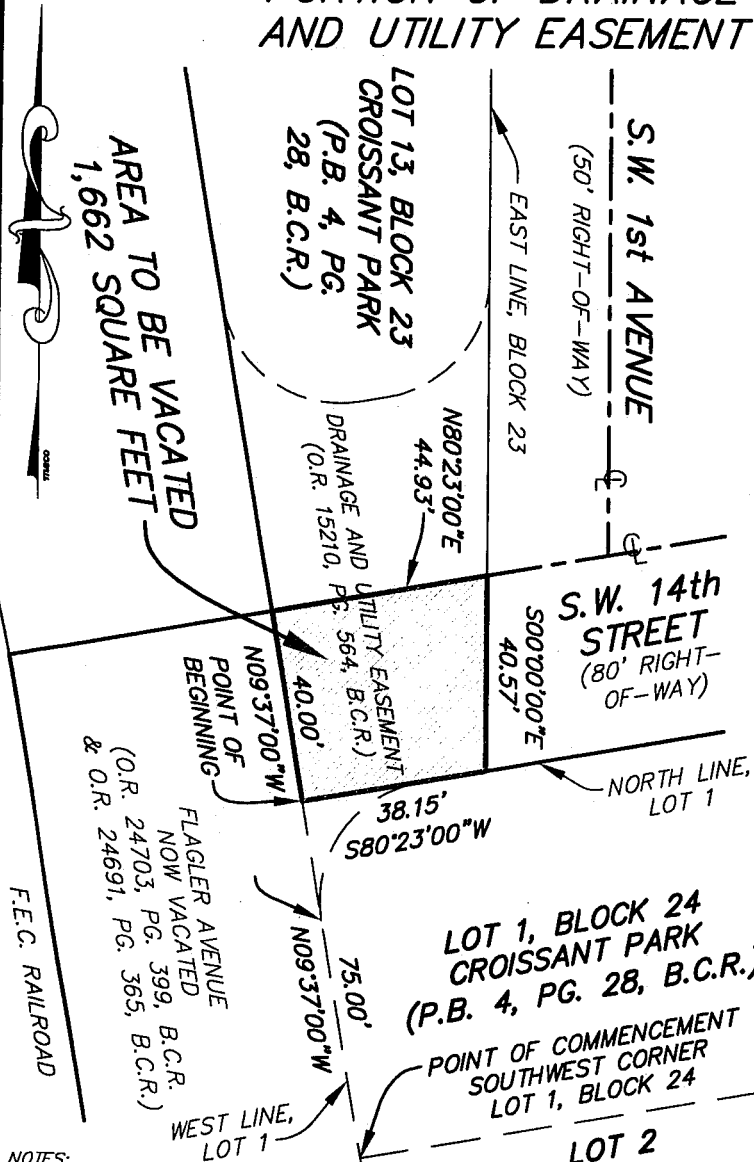 AND UTILITY EASEMENT
S.W. 1st AVENUE
(50' RIGHT-OF-WAY)
EAST LINE, BLOCK 23
LOT 13, BLOCK 23
CROISSANT PARK
(P.B. 4, PG.
28, B.C.R.)
AREA TO BE VACATED
1,662 SQUARE FEET
DRAINAGE AND UTILITY EASEMENT
(O.R. 15210, PG. 564, B.C.R.)
N80°23'00"E
44.93'
S00°00'00"E
40.57'
S.W. 14th
STREET
(80' RIGHT-
OF-WAY)
NORTH LINE,
LOT 1
40.00'
N09°37'00"W
POINT OF
BEGINNING
38.15'
S80°23'00"W
FLAGLER AVENUE
NOW VACATED
(O.R. 24703, PG. 399, B.C.R.
& O.R. 24691, PG. 365, B.C.R.)
F.E.C. RAILROAD
75.00'
N09°37'00"W
LOT 1, BLOCK 24
CROISSANT PARK
(P.B. 4, PG. 28, B.C.R.)
POINT OF COMMENCEMENT
SOUTHWEST CORNER
LOT 1, BLOCK 24
WEST LINE,
LOT 1
LOT 2
NOTES: